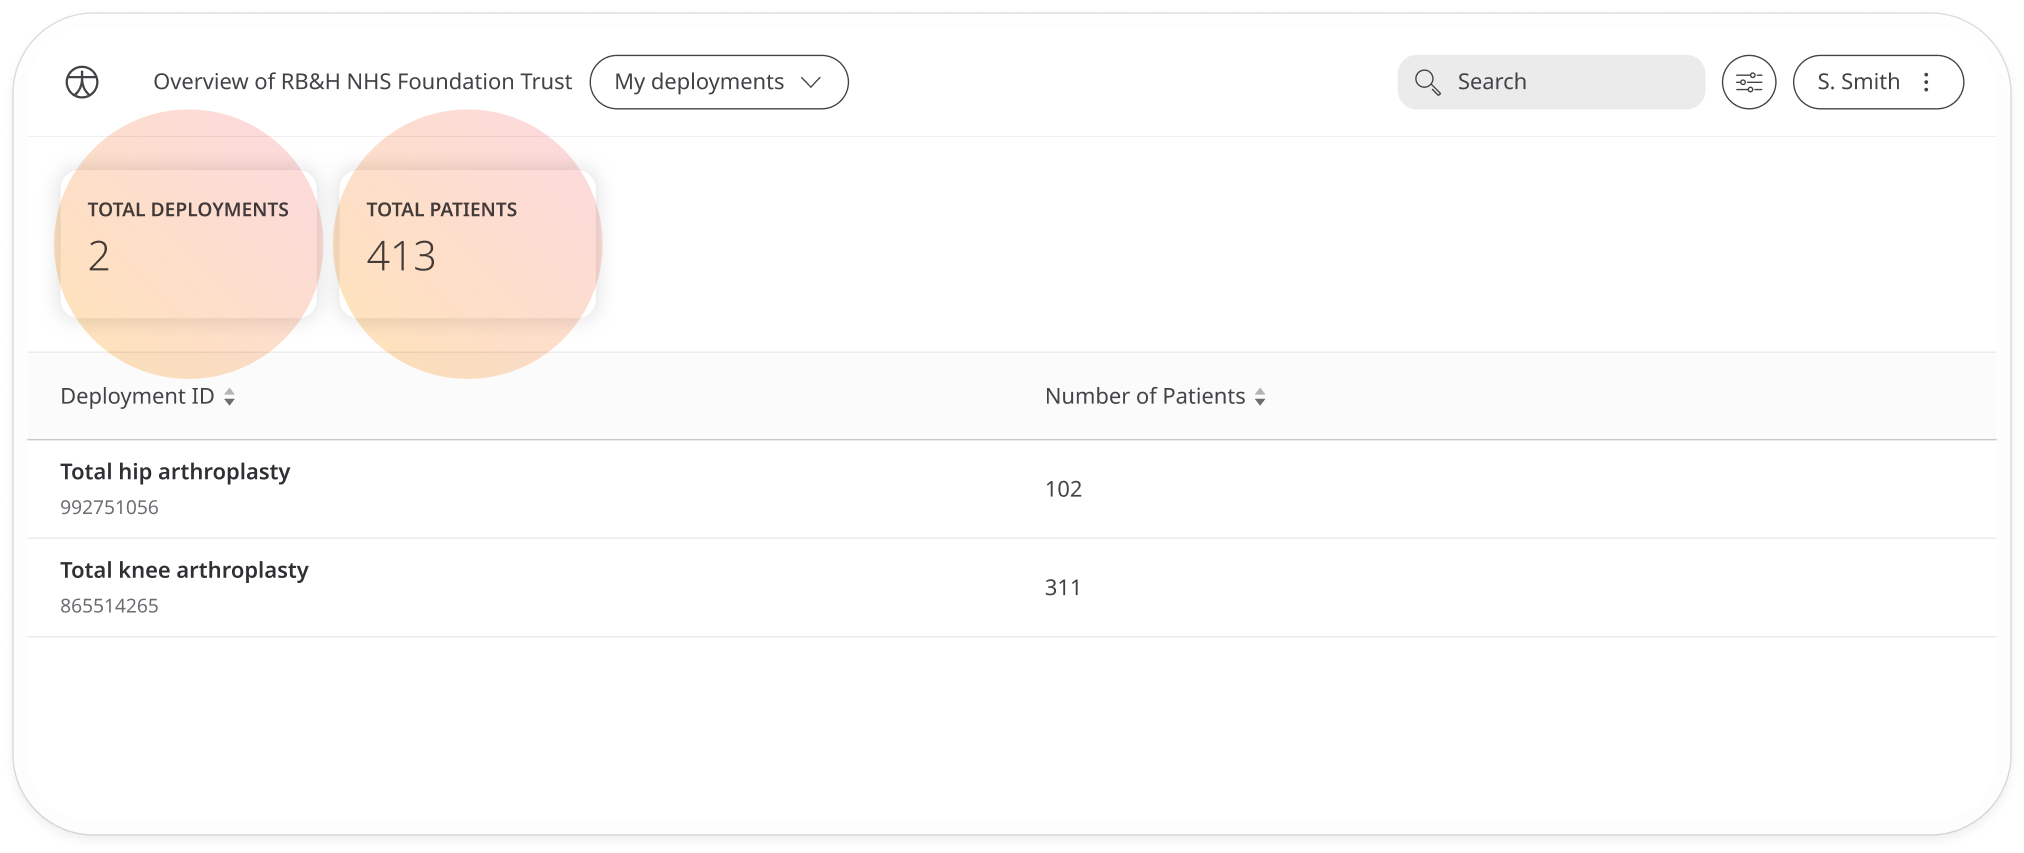 Overview of RB&H NHS Foundation Trust
My deployments
Search
S. Smith
TOTAL DEPLOYMENTS
2
TOTAL PATIENTS
413
Deployment ID
Number of Patients
Total hip arthroplasty
992751056
102
Total knee arthroplasty
865514265
311